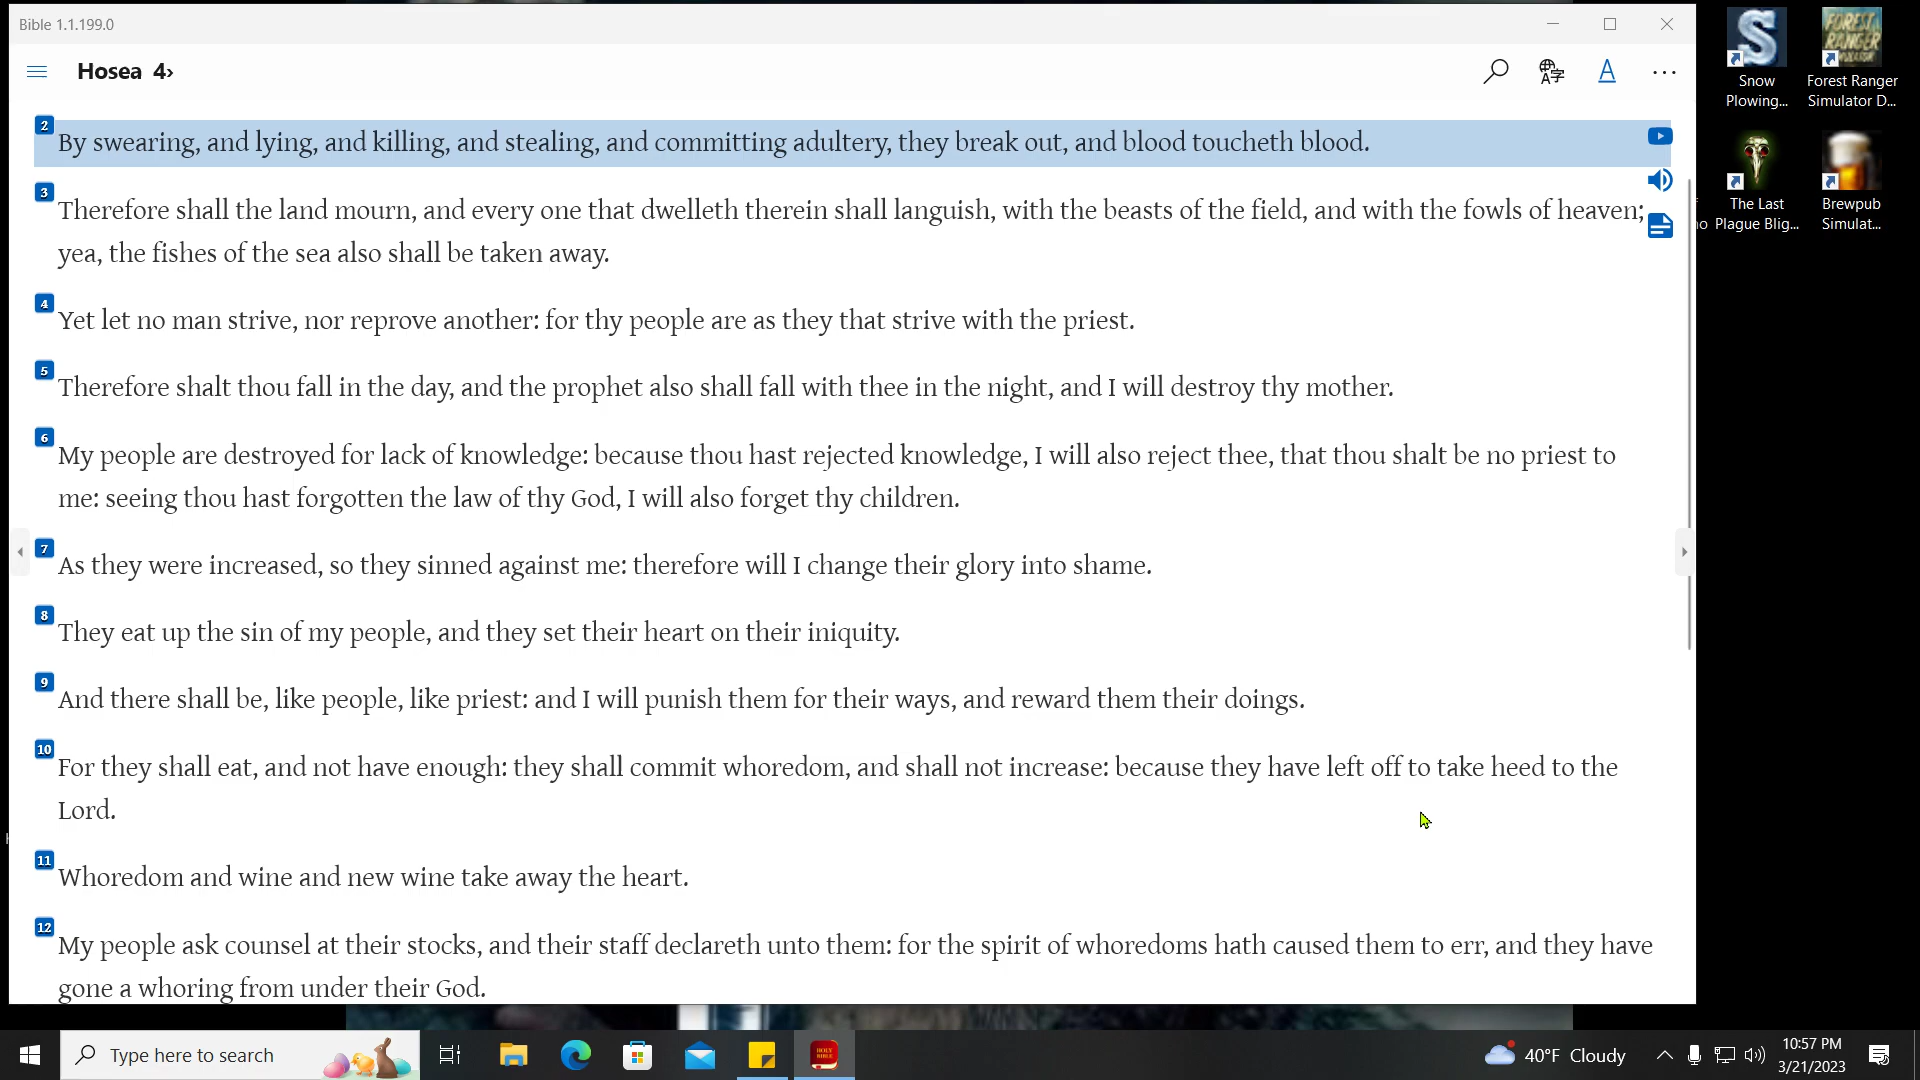 Bible 1.1.199.0
Hosea 4›
2
By swearing, and lying, and killing, and stealing, and committing adultery, they break out, and blood toucheth blood.
3
Therefore shall the land mourn, and every one that dwelleth therein shall languish, with the beasts of the field, and with the fowls of heaven;
yea, the fishes of the sea also shall be taken away.
4
Yet let no man strive, nor reprove another: for thy people are as they that strive with the priest.
5
Therefore shalt thou fall in the day, and the prophet also shall fall with thee in the night, and I will destroy thy mother.
6
My people are destroyed for lack of knowledge: because thou hast rejected knowledge, I will also reject thee, that thou shalt be no priest to
me: seeing thou hast forgotten the law of thy God, I will also forget thy children.
7
As they were increased, so they sinned against me: therefore will I change their glory into shame.
8
They eat up the sin of my people, and they set their heart on their iniquity.
9
And there shall be, like people, like priest: and I will punish them for their ways, and reward them their doings.
10
For they shall eat, and not have enough: they shall commit whoredom, and shall not increase: because they have left off to take heed to the
Lord.
11
Whoredom and wine and new wine take away the heart.
12
My people ask counsel at their stocks, and their staff declareth unto them: for the spirit of whoredoms hath caused them to err, and they have
gone a whoring from under their God.
Snow
Plowing...
Forest Ranger
Simulator D...
The Last
Plague Blig...
Brewpub
Simulat...
Type here to search
HOLY
BIBLE
40°F Cloudy
10:57 PM
3/21/2023